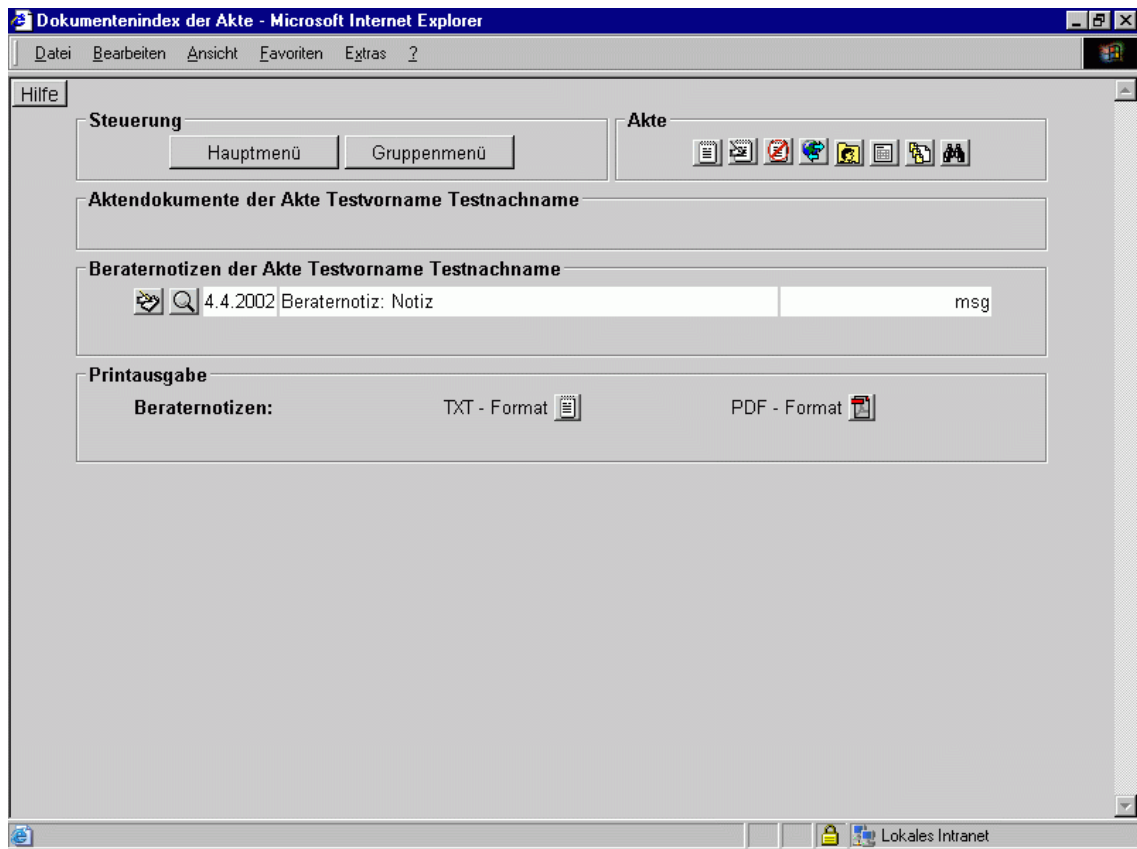 Dokumentenindex der Akte - Microsoft Internet Explorer
Datei Bearbeiten Ansicht Favoriten Extras ?
Hilfe
Steuerung
Hauptmenü Gruppenmenü
Akte
Aktendokumente der Akte Testvorname Testnachname
Beraternotizen der Akte Testvorname Testnachname
4.4.2002 Beraternotiz: Notiz msg
Printausgabe
Beraternotizen: TXT - Format PDF - Format
Lokales Intranet